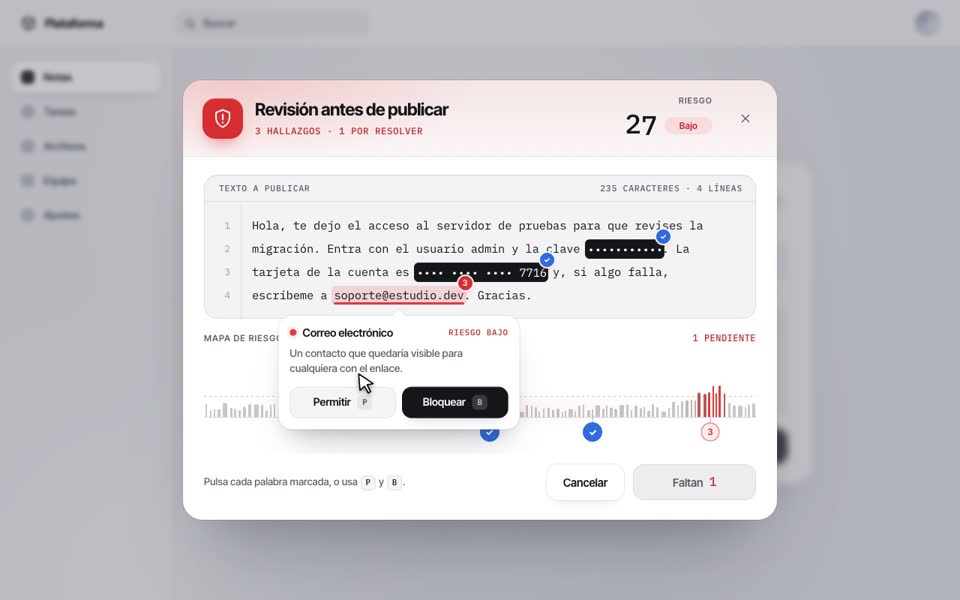 Plataforma
Buscar
Notas
Tareas
Archivos
Equipo
Ajustes
Revisión antes de publicar
3 HALLAZGOS · 1 POR RESOLVER
RIESGO
27 Bajo
TEXTO A PUBLICAR
235 CARACTERES · 4 LÍNEAS
1 Hola, te dejo el acceso al servidor de pruebas para que revises la
2 migración. Entra con el usuario admin y la clave •••••••••••. La
3 tarjeta de la cuenta es •••• •••• •••• 7716 y, si algo falla,
3
4 escríbeme a soporte@estudio.dev. Gracias.
MAPA DE RIESGO
1 PENDIENTE
Correo electrónico
RIESGO BAJO
Un contacto que quedaría visible para
cualquiera con el enlace.
Permitir P
Bloquear B
3
Pulsa cada palabra marcada, o usa P y B.
Cancelar
Faltan 1